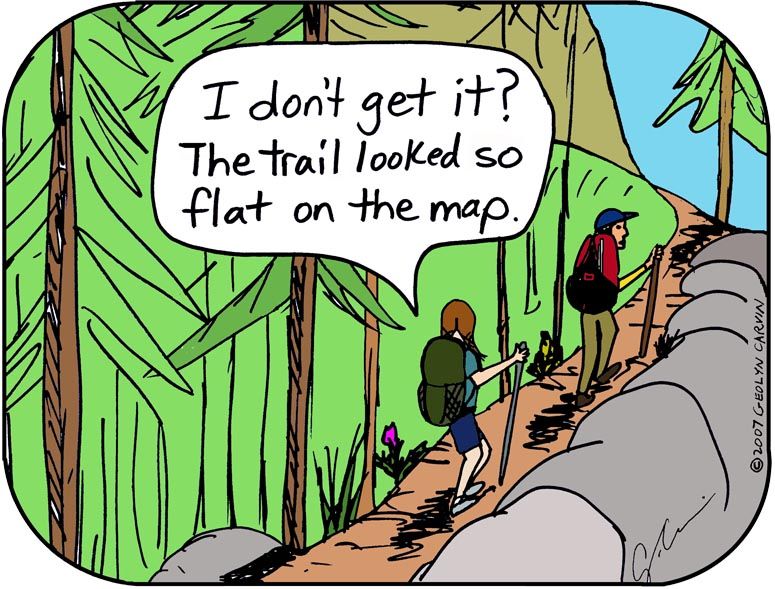 I don't get it?
The trail looked so
flat on the map.
©2007 GEOLYN CARVIN